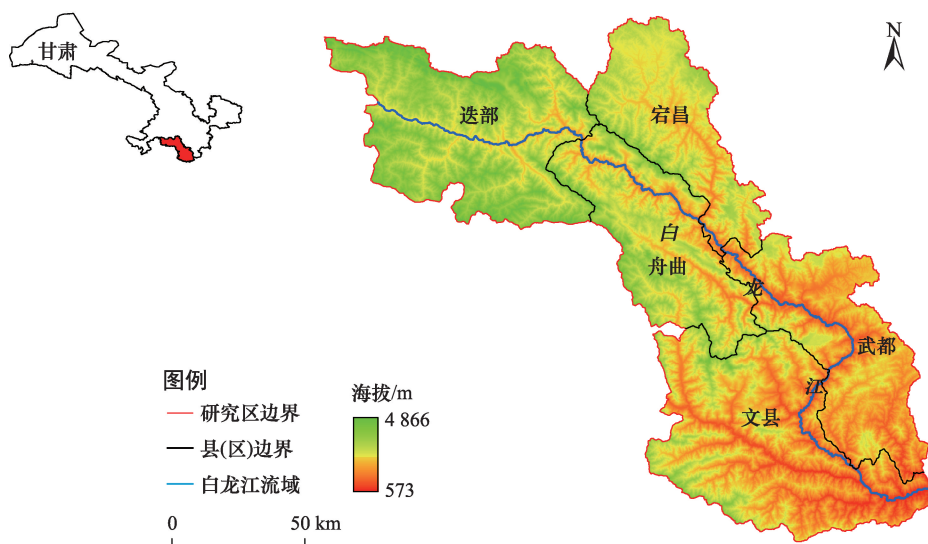 甘肃
N
迭部
宕昌
白
舟曲
龙
武都
江
文县
图例
研究区边界
县(区)边界
白龙江流域
海拔/m
4 866
573
0 50 km